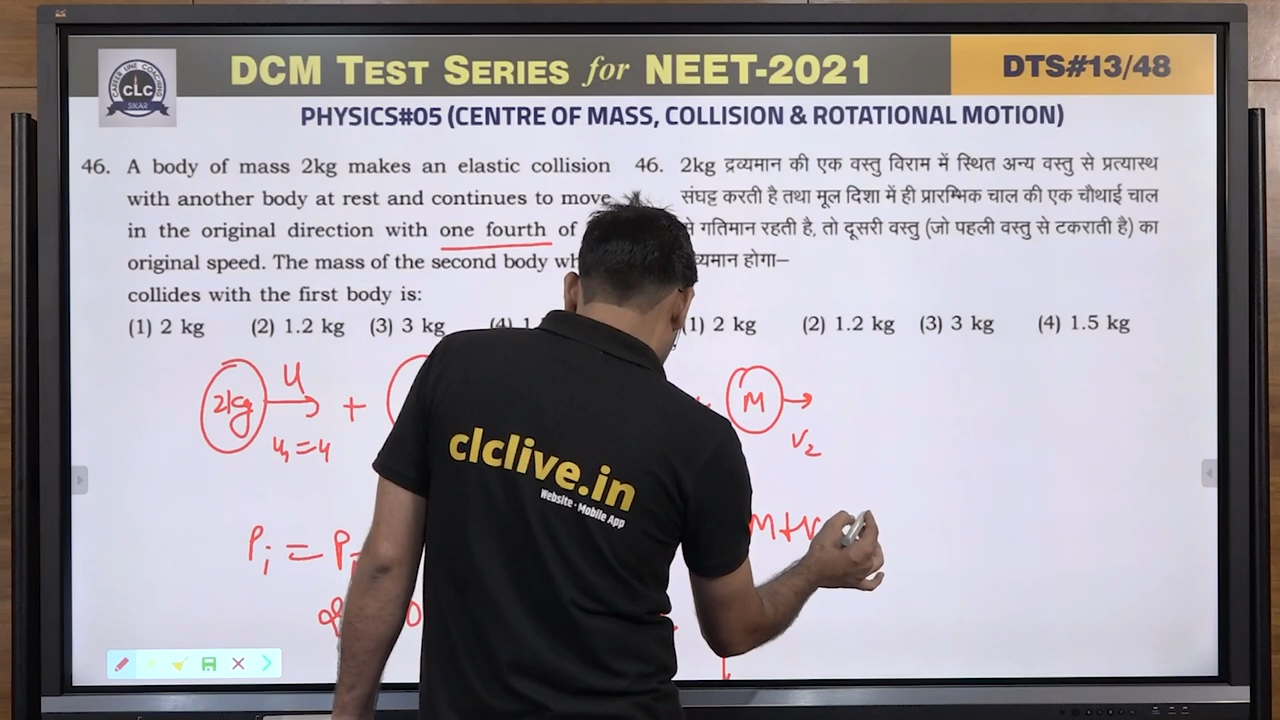 DCM TEST SERIES for NEET-2021
DTS#13/48
CAREER LINE COACHING
CLC
SIKAR
PHYSICS#05 (CENTRE OF MASS, COLLISION & ROTATIONAL MOTION)
46. A body of mass 2kg makes an elastic collision
with another body at rest and continues to move
in the original direction with one fourth of
original speed. The mass of the second body
collides with the first body is:
(1) 2 kg (2) 1.2 kg (3) 3 kg (4)
46. 2kg द्रव्यमान की एक वस्तु विराम में स्थित अन्य वस्तु से प्रत्यास्थ
संघट्ट करती है तथा मूल दिशा में ही प्रारम्भिक चाल की एक चौथाई चाल
से गतिमान रहती है, तो दूसरी वस्तु (जो पहली वस्तु से टकराती है) का
होगा–
(1) 2 kg (2) 1.2 kg (3) 3 kg (4) 1.5 kg
2kg u + M
u₁ = u v₂
Pi =
clclive.in
Website · Mobile App